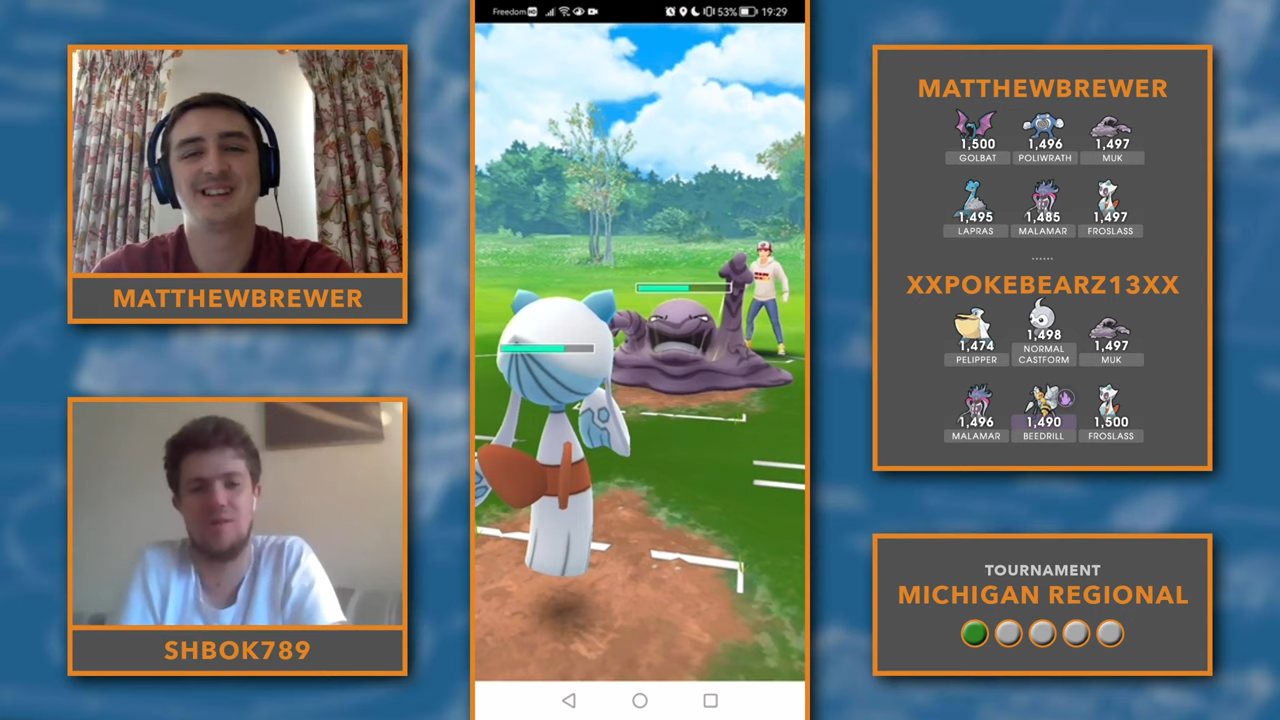 Freedom HD
53% 19:29
MATTHEWBREWER
SHBOK789
MATTHEWBREWER
1,500 1,496 1,497
GOLBAT POLIWRATH MUK
1,495 1,485 1,497
LAPRAS MALAMAR FROSLASS
......
XXPOKEBEARZ13XX
1,474 1,498 1,497
PELIPPER NORMAL CASTFORM MUK
1,496 1,490 1,500
MALAMAR BEEDRILL FROSLASS
TOURNAMENT
MICHIGAN REGIONAL